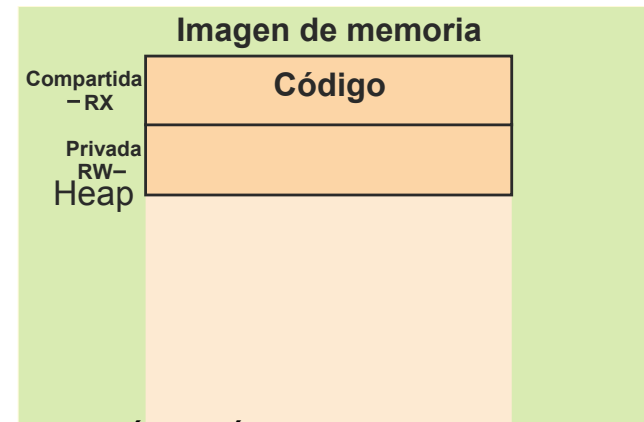 Imagen de memoria
Compartida
– RX
Código
Privada
RW–
Heap